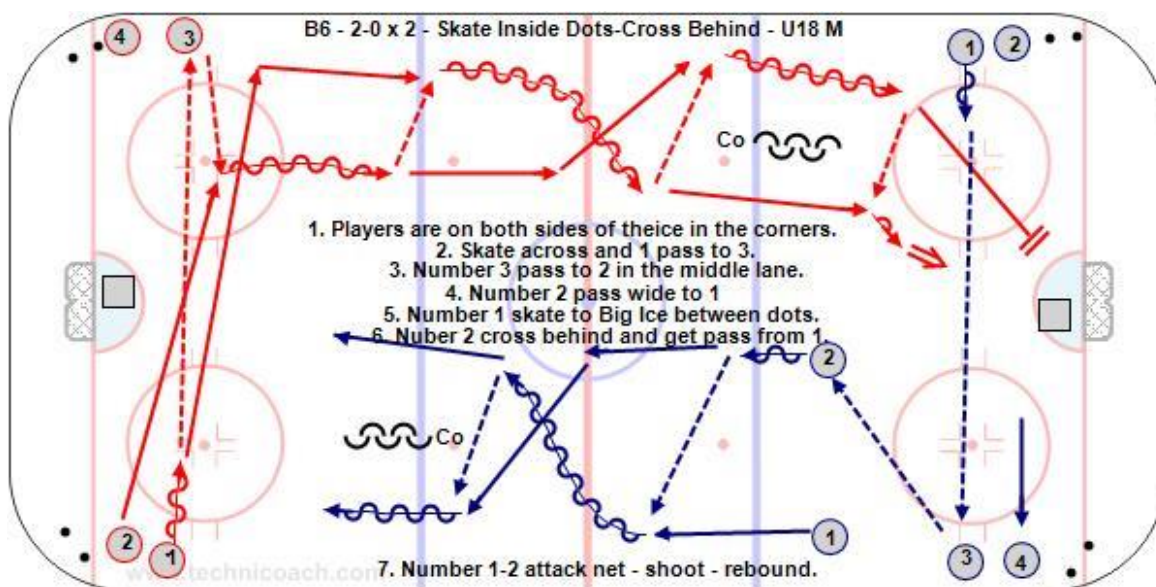 B6 - 2-0 x 2 - Skate Inside Dots-Cross Behind - U18 M
4
3
1
2
Co
1. Players are on both sides of theice in the corners.
2. Skate across and 1 pass to 3.
3. Number 3 pass to 2 in the middle lane.
4. Number 2 pass wide to 1
5. Number 1 skate to Big Ice between dots.
6. Nuber 2 cross behind and get pass from 1.
2
Co
2
1
1
3
4
www.technicoach.com
7. Number 1-2 attack net - shoot - rebound.